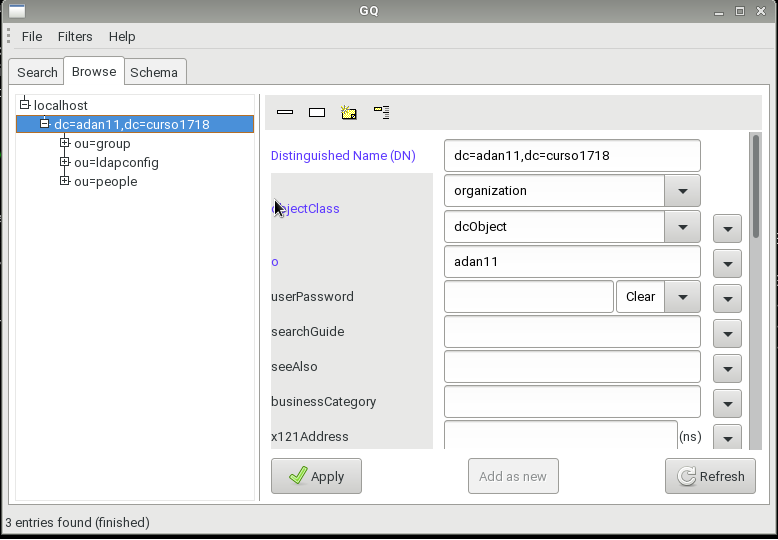 GQ
File Filters Help
Search Browse Schema
localhost
dc=adan11,dc=curso1718
ou=group
ou=ldapconfig
ou=people
Distinguished Name (DN) dc=adan11,dc=curso1718
objectClass organization
dcObject
o adan11
userPassword Clear
searchGuide
seeAlso
businessCategory
x121Address (ns)
Apply Add as new Refresh
3 entries found (finished)